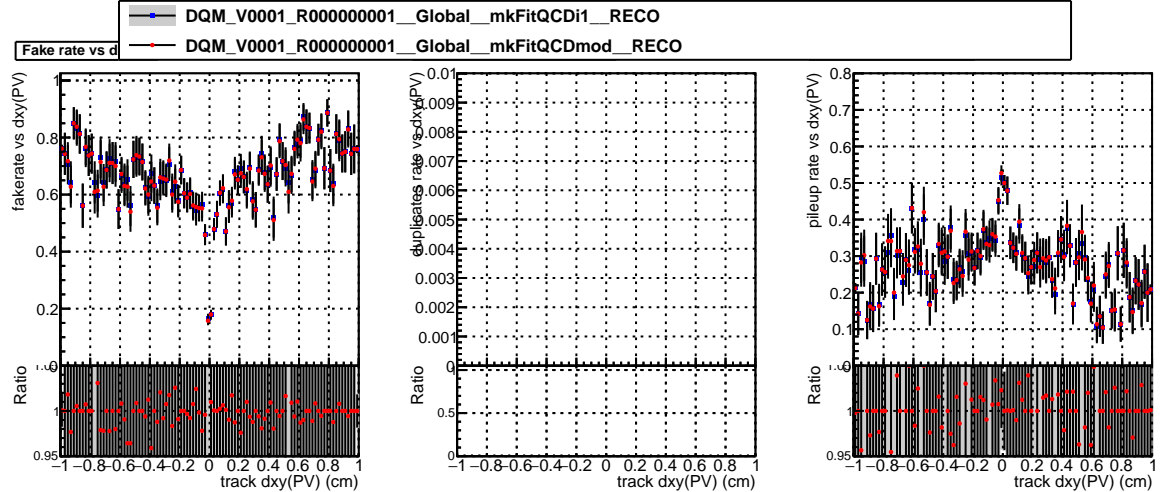 DQM_V0001_R000000001__Global__mkFitQCDi1__RECO
DQM_V0001_R000000001__Global__mkFitQCDmod__RECO
Fake rate vs d
fakerate vs dxy(PV)
1
0.8
0.6
0.4
0.2
Ratio
1
0.95
−1 −0.8 −0.6 −0.4 −0.2 0 0.2 0.4 0.6 0.8 1
track dxy(PV) (cm)
duplicates rate vs dxy(PV)
0.01
0.009
0.008
0.007
0.006
0.005
0.004
0.003
0.002
0.001
0
Ratio
1
0.5
0
−1 −0.8 −0.6 −0.4 −0.2 0 0.2 0.4 0.6 0.8 1
track dxy(PV) (cm)
pileup rate vs dxy(PV)
0.8
0.7
0.6
0.5
0.4
0.3
0.2
0.1
0
Ratio
1
0.95
−1 −0.8 −0.6 −0.4 −0.2 0 0.2 0.4 0.6 0.8 1
track dxy(PV) (cm)